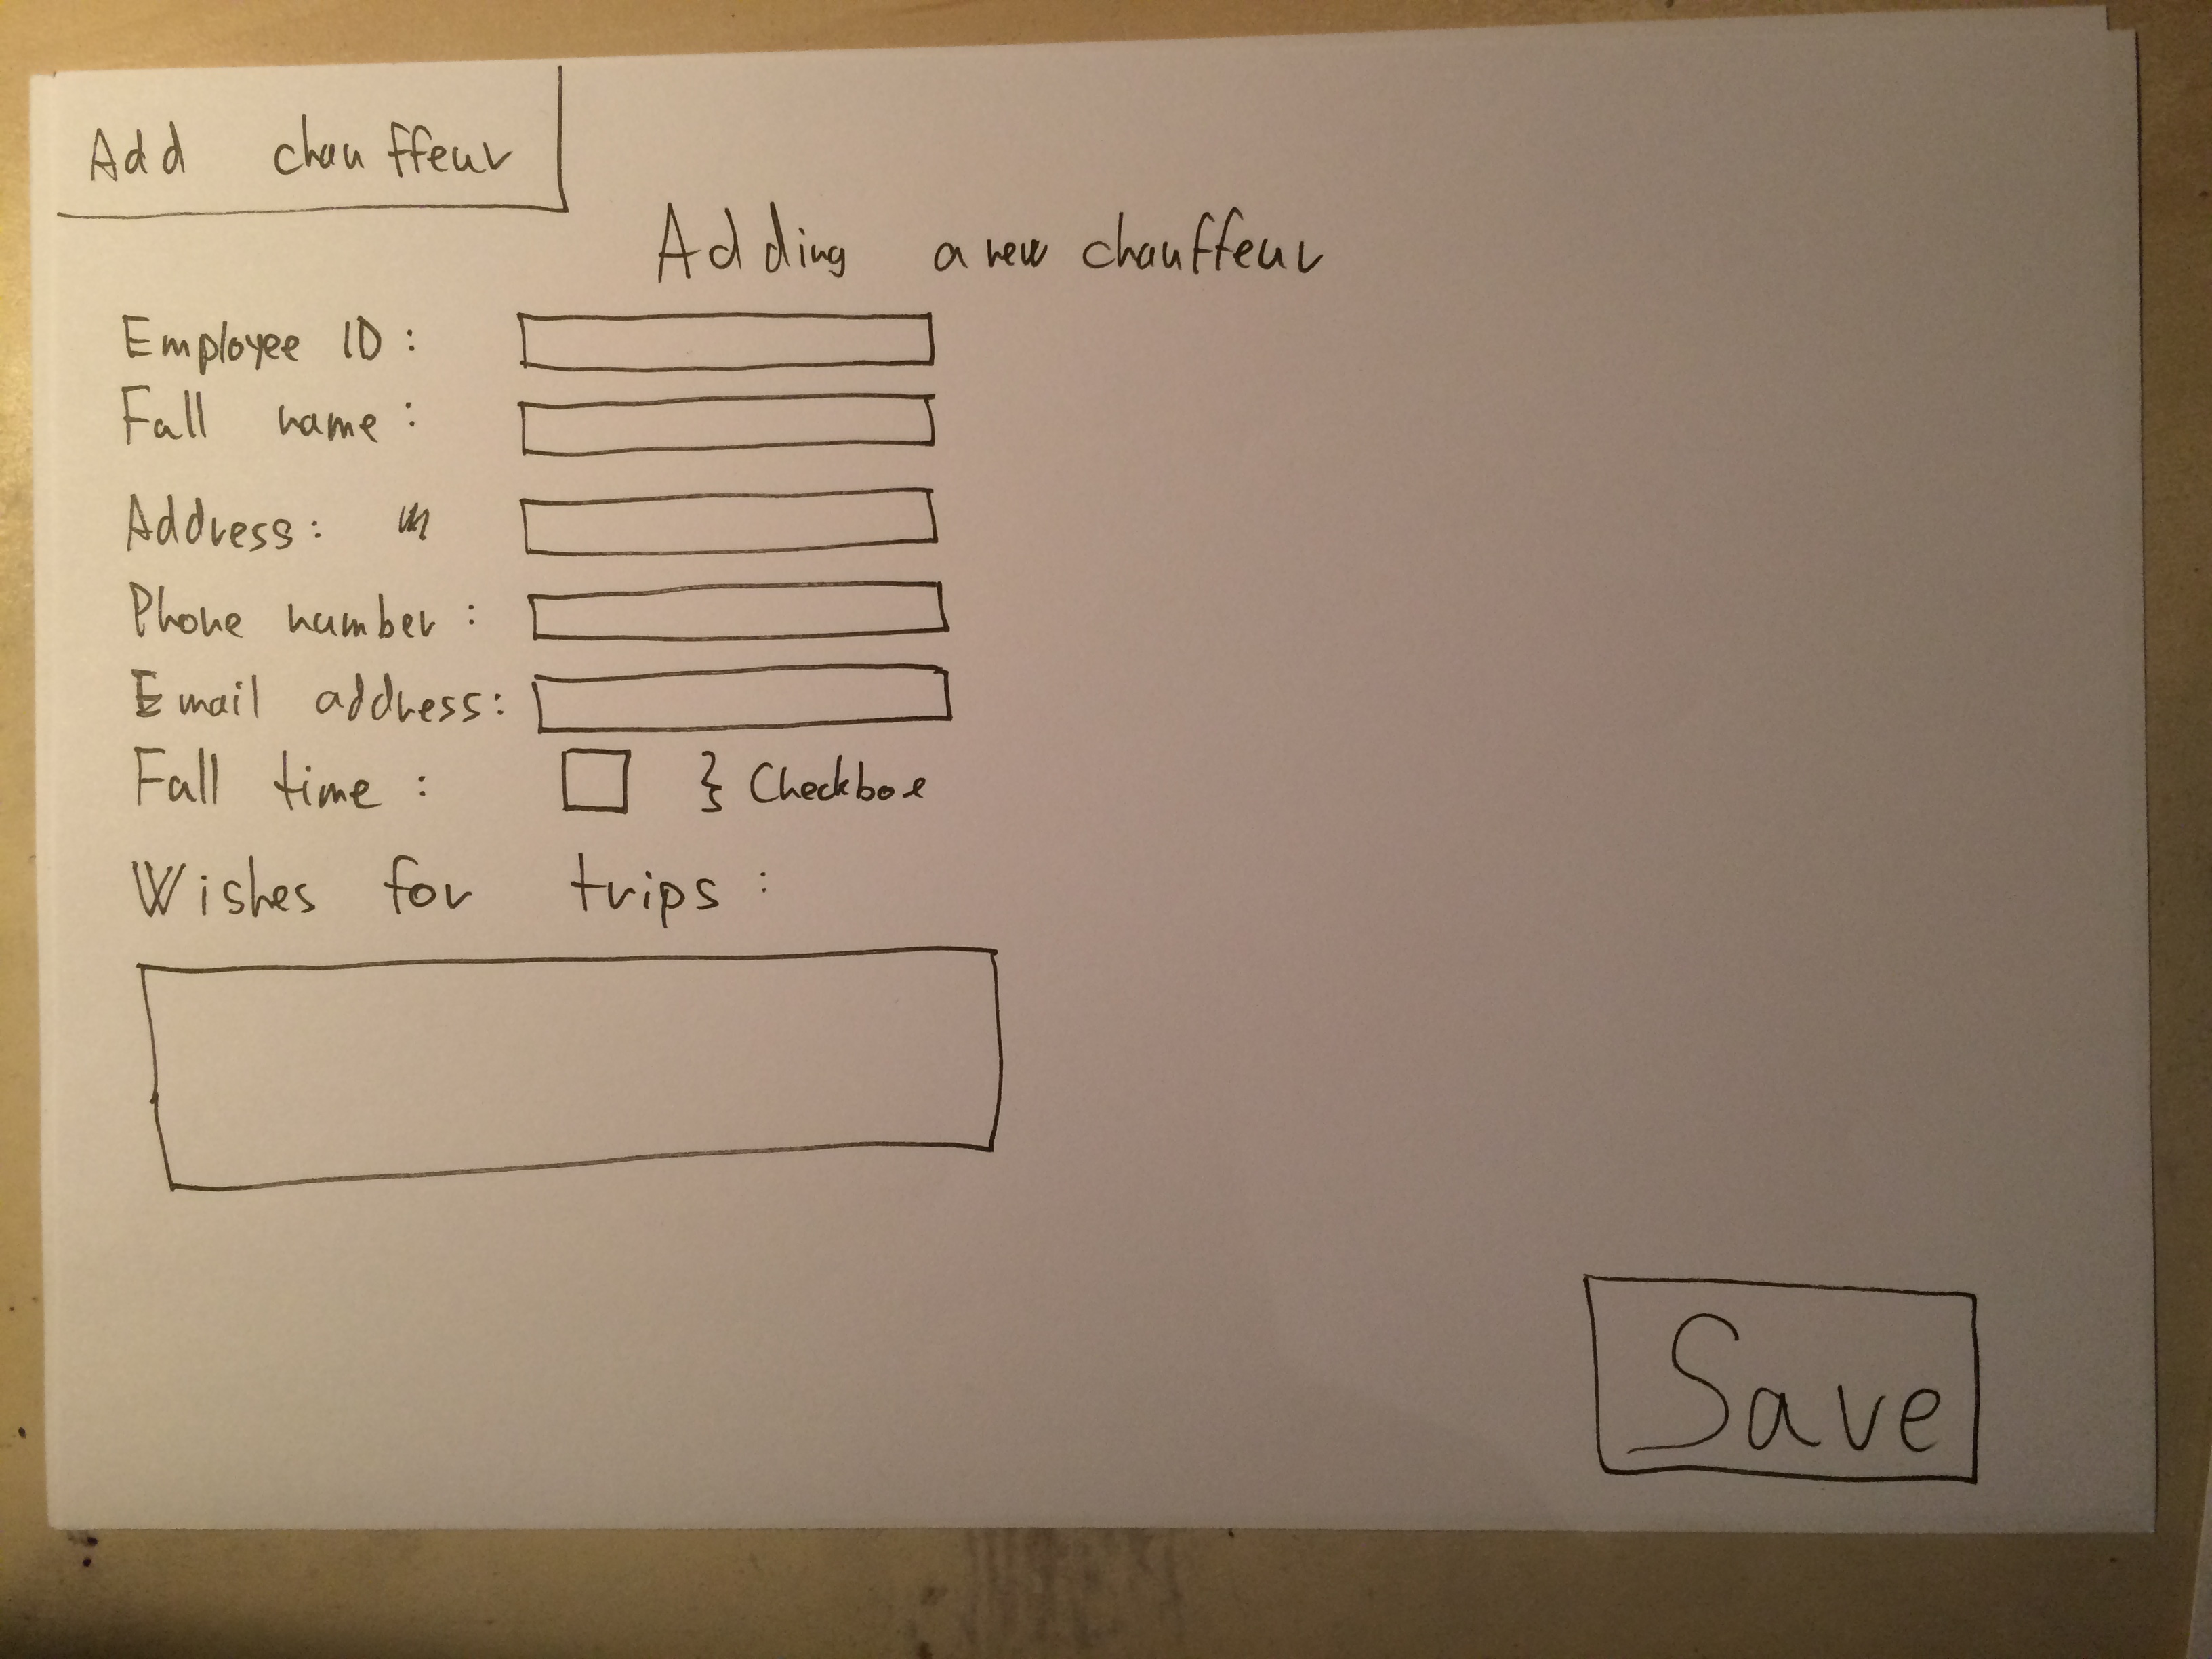 Add chauffeur
Adding a new chauffeur
Employee ID :
Full name :
Address :
Phone number :
Email address :
Full time : } Checkbox
Wishes for trips :
Save